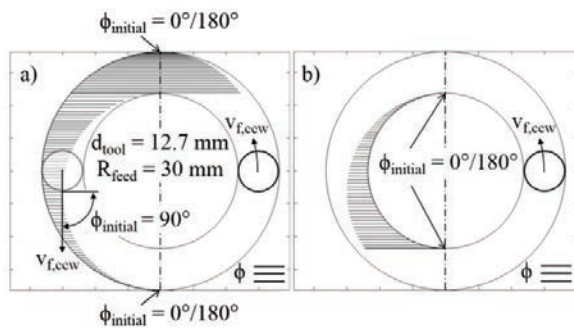 ϕinitial = 0°/180°
a)
dtool = 12.7 mm
Rfeed = 30 mm
vf,ccw
ϕinitial = 90°
vf,ccw
ϕ
ϕinitial = 0°/180°
b)
vf,ccw
ϕinitial = 0°/180°
ϕ